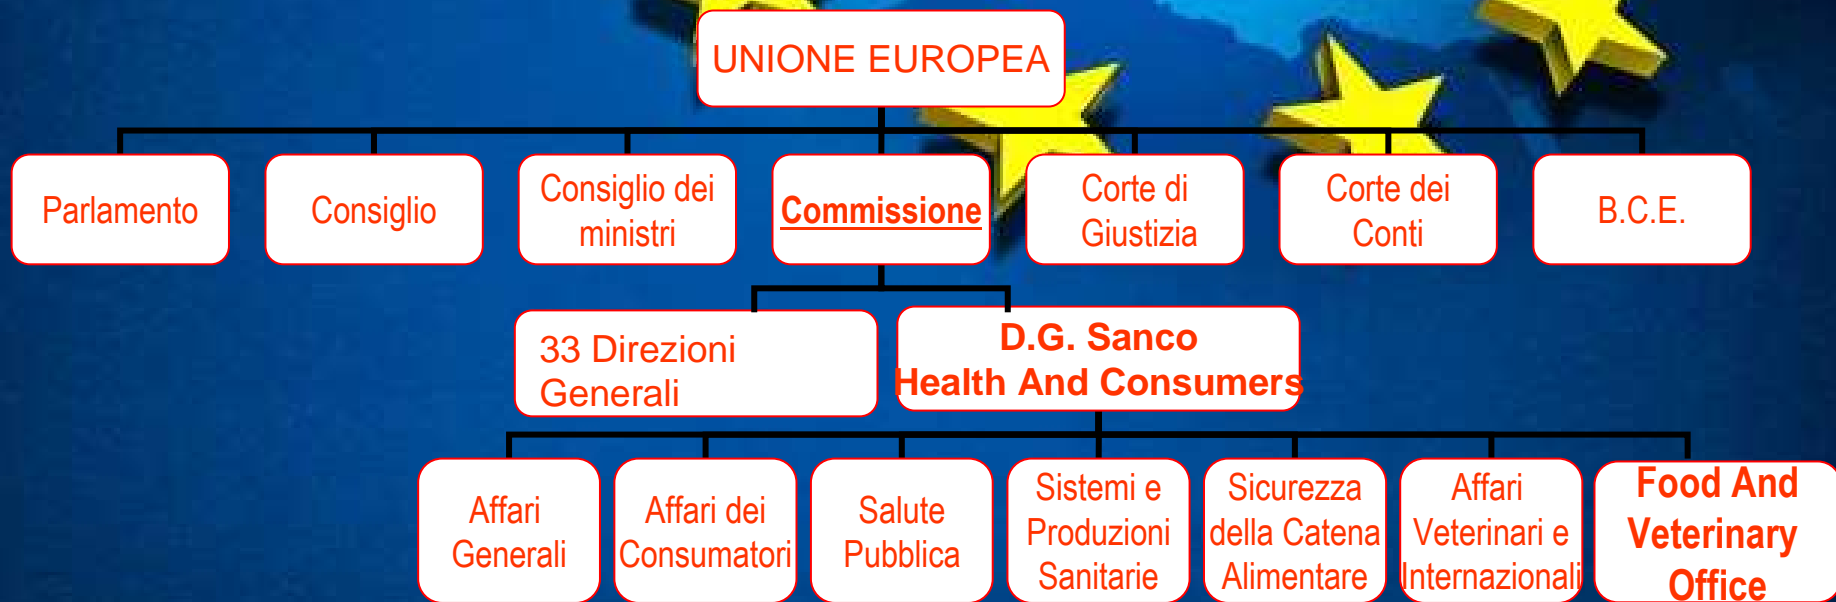 UNIONE EUROPEA
Parlamento
Consiglio
Consiglio dei
ministri
Commissione
Corte di
Giustizia
Corte dei
Conti
B.C.E.
33 Direzioni
Generali
D.G. Sanco
Health And Consumers
Affari
Generali
Affari dei
Consumatori
Salute
Pubblica
Sistemi e
Produzioni
Sanitarie
Sicurezza
della Catena
Alimentare
Affari
Veterinari e
Internazionali
Food And
Veterinary
Office